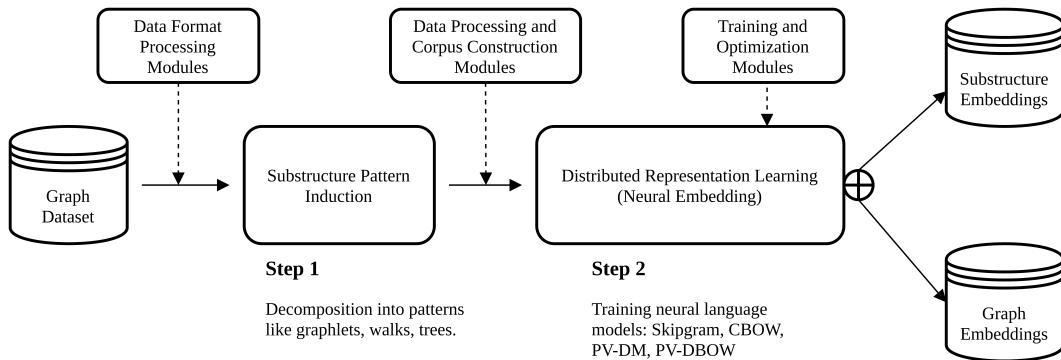 Data Format
Processing
Modules
Data Processing and
Corpus Construction
Modules
Training and
Optimization
Modules
Substructure
Embeddings
Graph
Dataset
Substructure Pattern
Induction
Distributed Representation Learning
(Neural Embedding)
Step 1
Decomposition into patterns
like graphlets, walks, trees.
Step 2
Training neural language
models: Skipgram, CBOW,
PV-DM, PV-DBOW
Graph
Embeddings